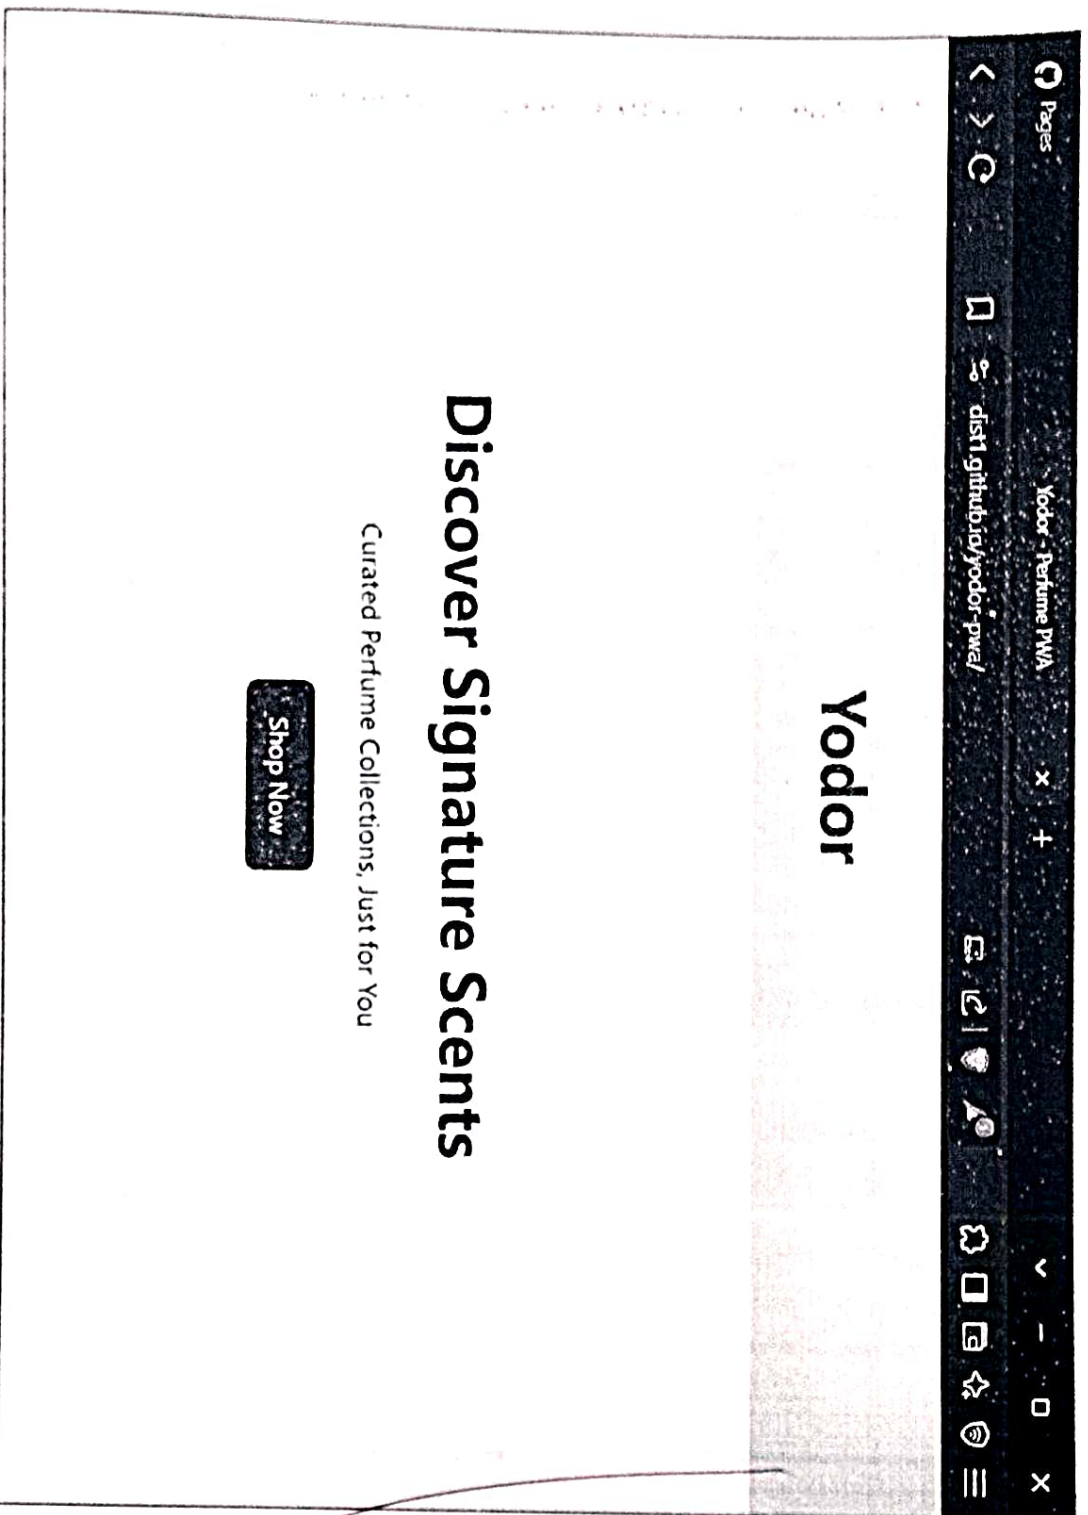 Pages
Yodor - Perfume PWA
dist1.github.io/yodor-pwa/
Yodor
Discover Signature Scents
Curated Perfume Collections, Just for You
Shop Now